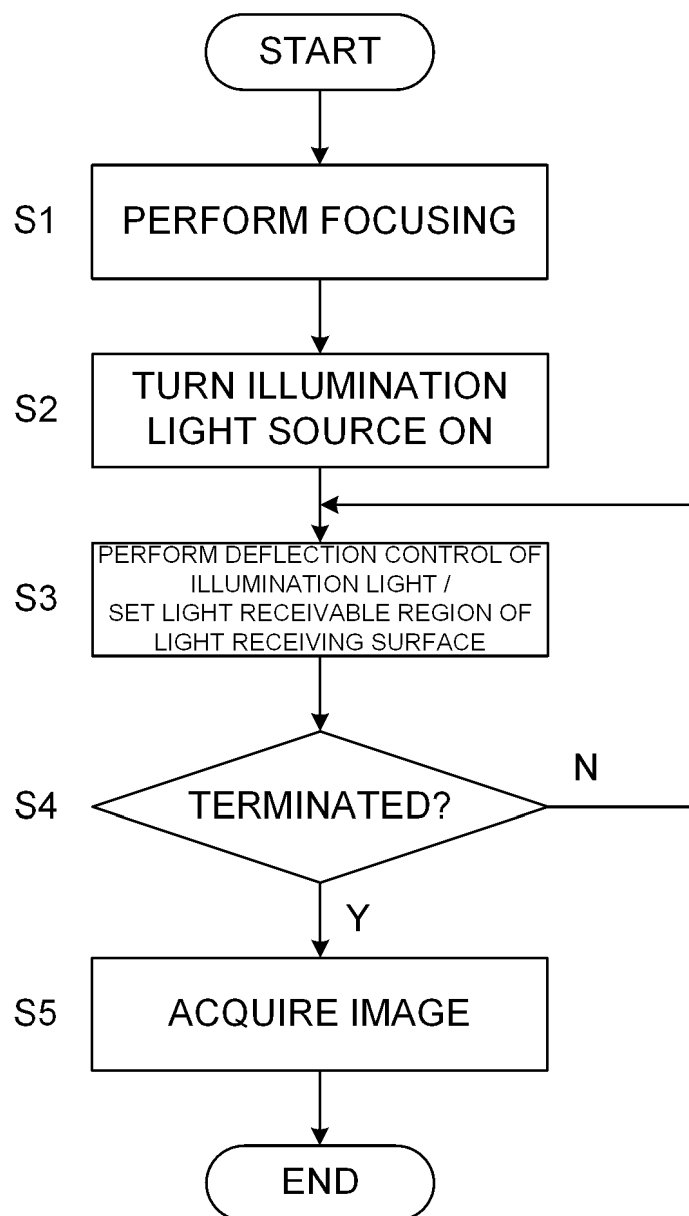 START
S1
PERFORM FOCUSING
S2
TURN ILLUMINATION
LIGHT SOURCE ON
S3
PERFORM DEFLECTION CONTROL OF
ILLUMINATION LIGHT /
SET LIGHT RECEIVABLE REGION OF
LIGHT RECEIVING SURFACE
S4
TERMINATED?
N
Y
S5
ACQUIRE IMAGE
END